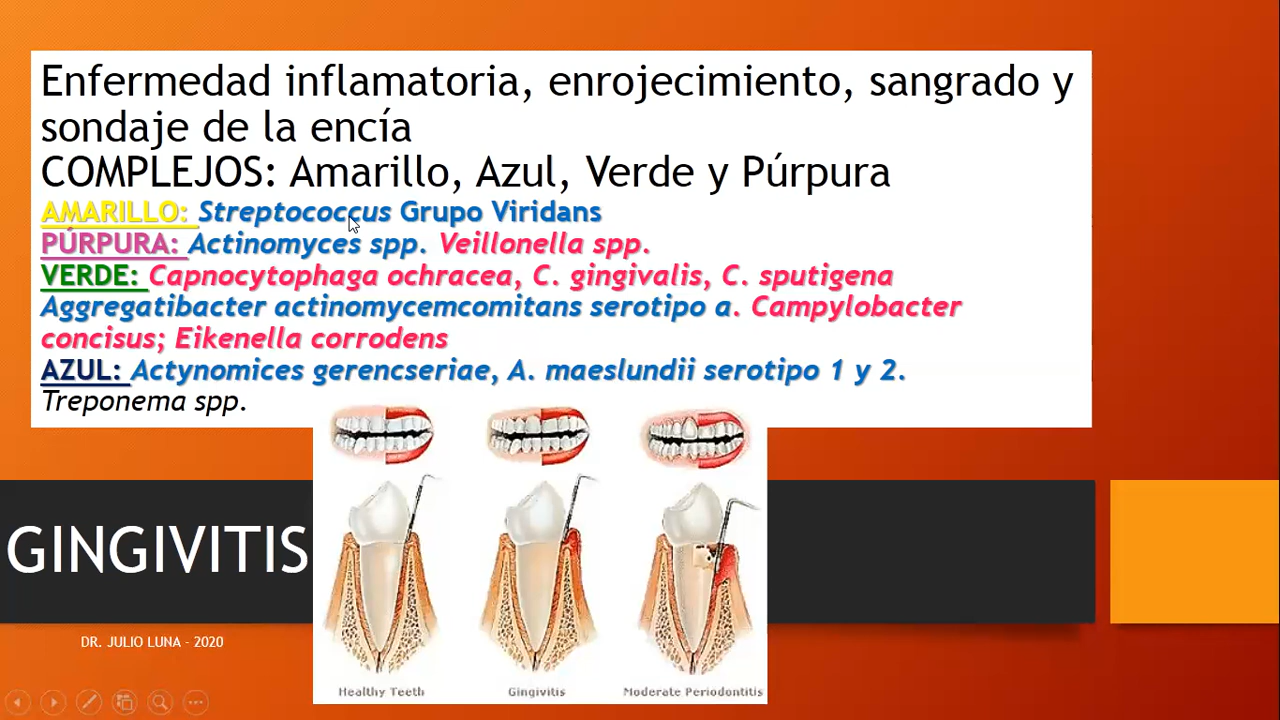 Enfermedad inflamatoria, enrojecimiento, sangrado y
sondaje de la encía
COMPLEJOS: Amarillo, Azul, Verde y Púrpura
AMARILLO: Streptococcus Grupo Viridans
PÚRPURA: Actinomyces spp. Veillonella spp.
VERDE: Capnocytophaga ochracea, C. gingivalis, C. sputigena
Aggregatibacter actinomycemcomitans serotipo a. Campylobacter
concisus; Eikenella corrodens
AZUL: Actynomices gerencseriae, A. maeslundii serotipo 1 y 2.
Treponema spp.
GINGIVITIS
DR. JULIO LUNA - 2020
Healthy Teeth
Gingivitis
Moderate Periodontitis